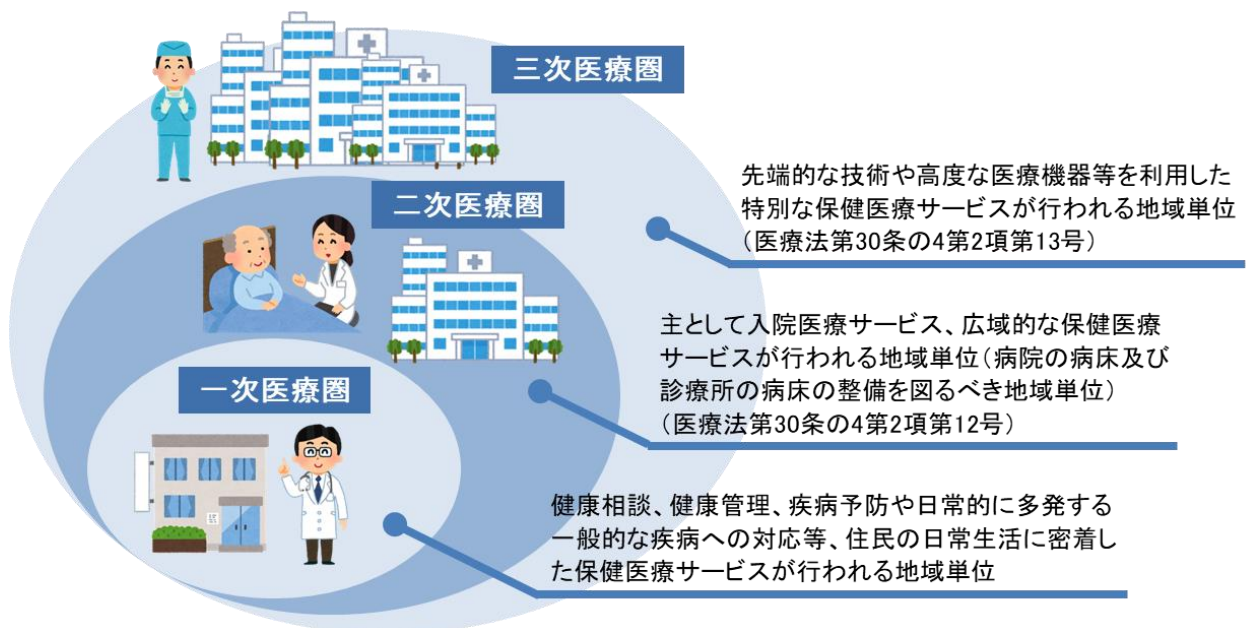 三次医療圏
先端的な技術や高度な医療機器等を利用した
特別な保健医療サービスが行われる地域単位
（医療法第30条の4第2項第13号）
二次医療圏
主として入院医療サービス、広域的な保健医療
サービスが行われる地域単位（病院の病床及び
診療所の病床の整備を図るべき地域単位）
（医療法第30条の4第2項第12号）
一次医療圏
健康相談、健康管理、疾病予防や日常的に多発する
一般的な疾病への対応等、住民の日常生活に密着し
た保健医療サービスが行われる地域単位